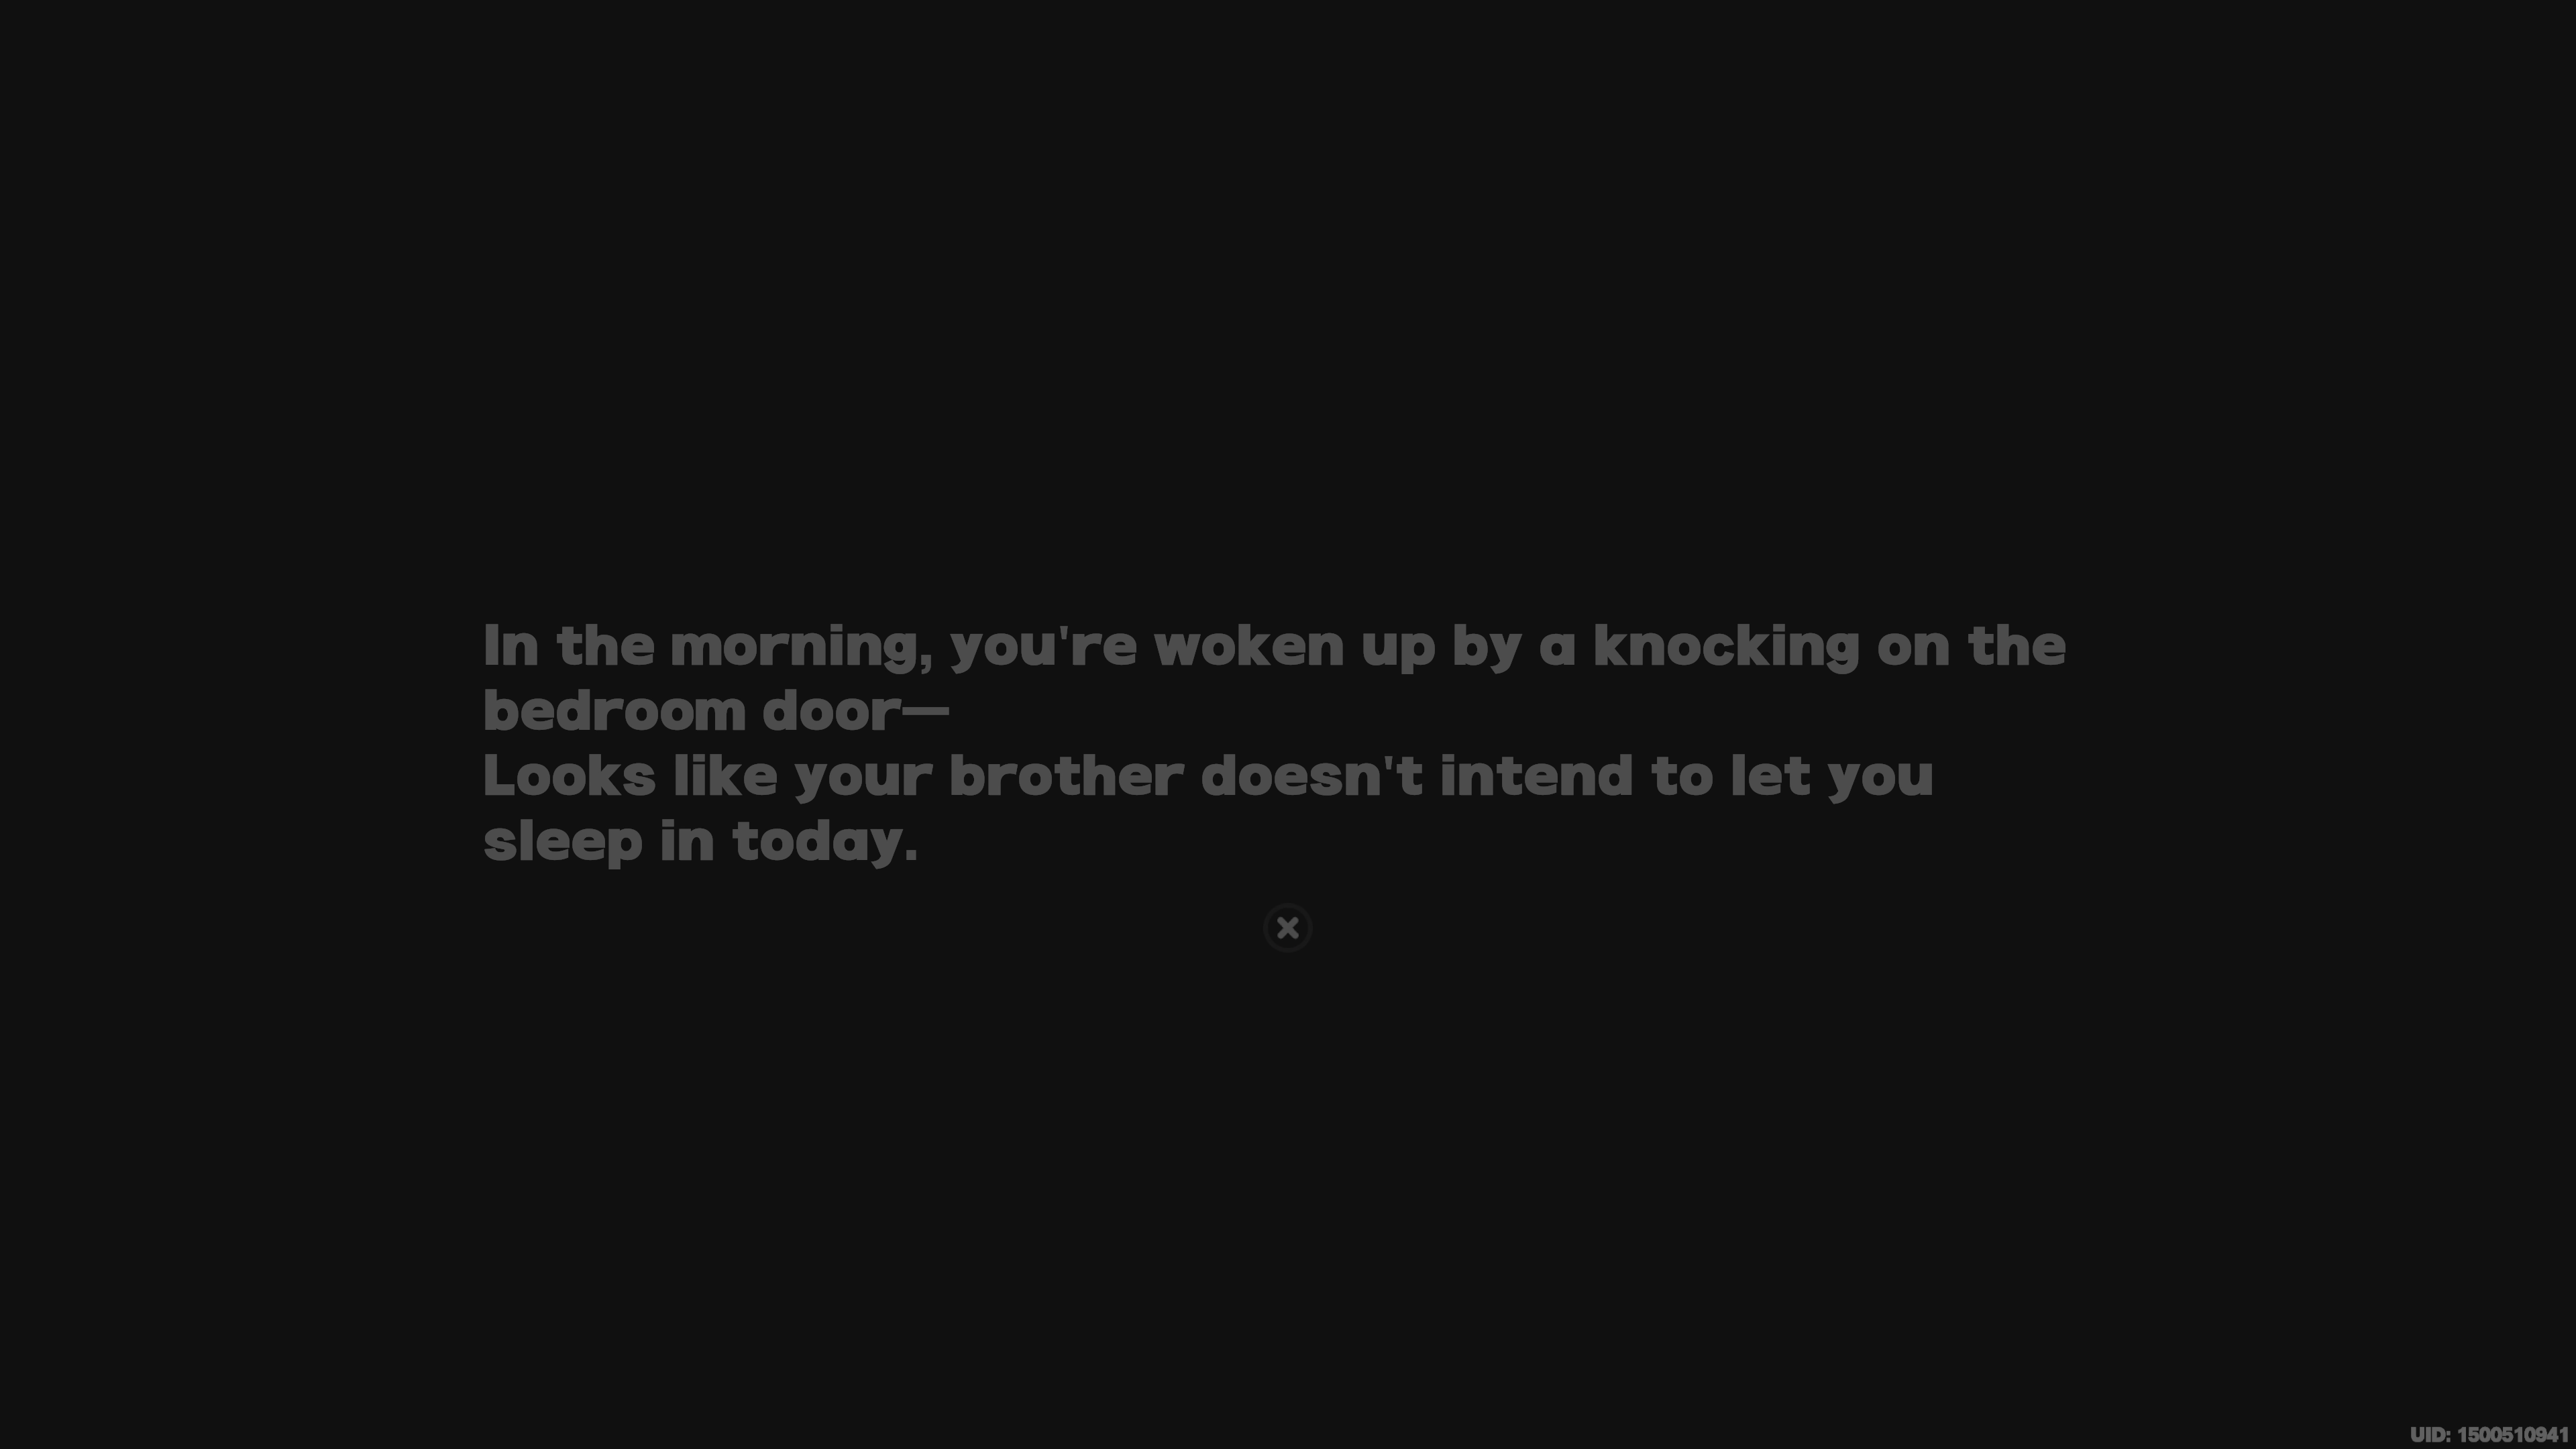 In the morning, you're woken up by a knocking on the
bedroom door—
Looks like your brother doesn't intend to let you
sleep in today.
UID: 1500510941